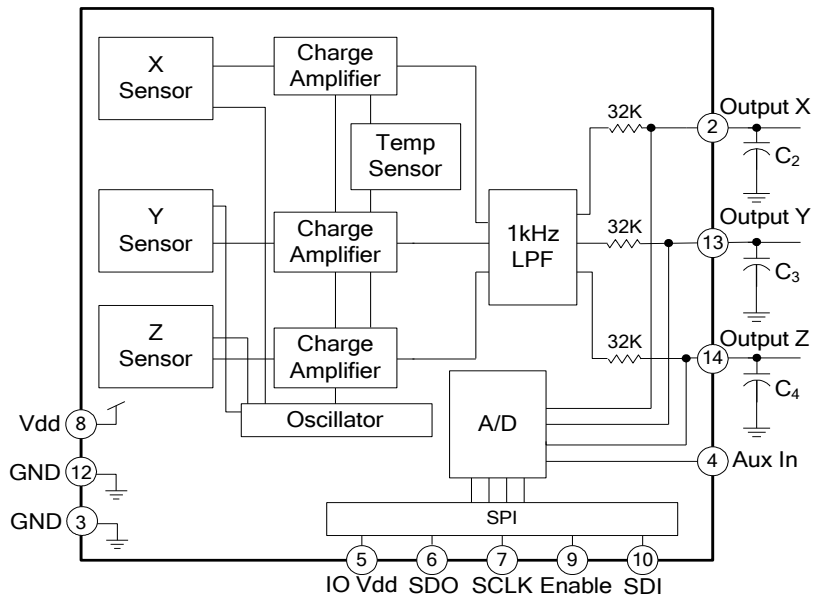 X
Sensor
Charge
Amplifier
Temp
Sensor
32K
Output X
2
C2
Y
Sensor
Charge
Amplifier
1kHz
LPF
32K
Output Y
13
C3
Z
Sensor
Charge
Amplifier
32K
Output Z
14
C4
Oscillator
A/D
Vdd 8
4 Aux In
GND 12
GND 3
SPI
5 6 7 9 10
IO Vdd SDO SCLK Enable SDI